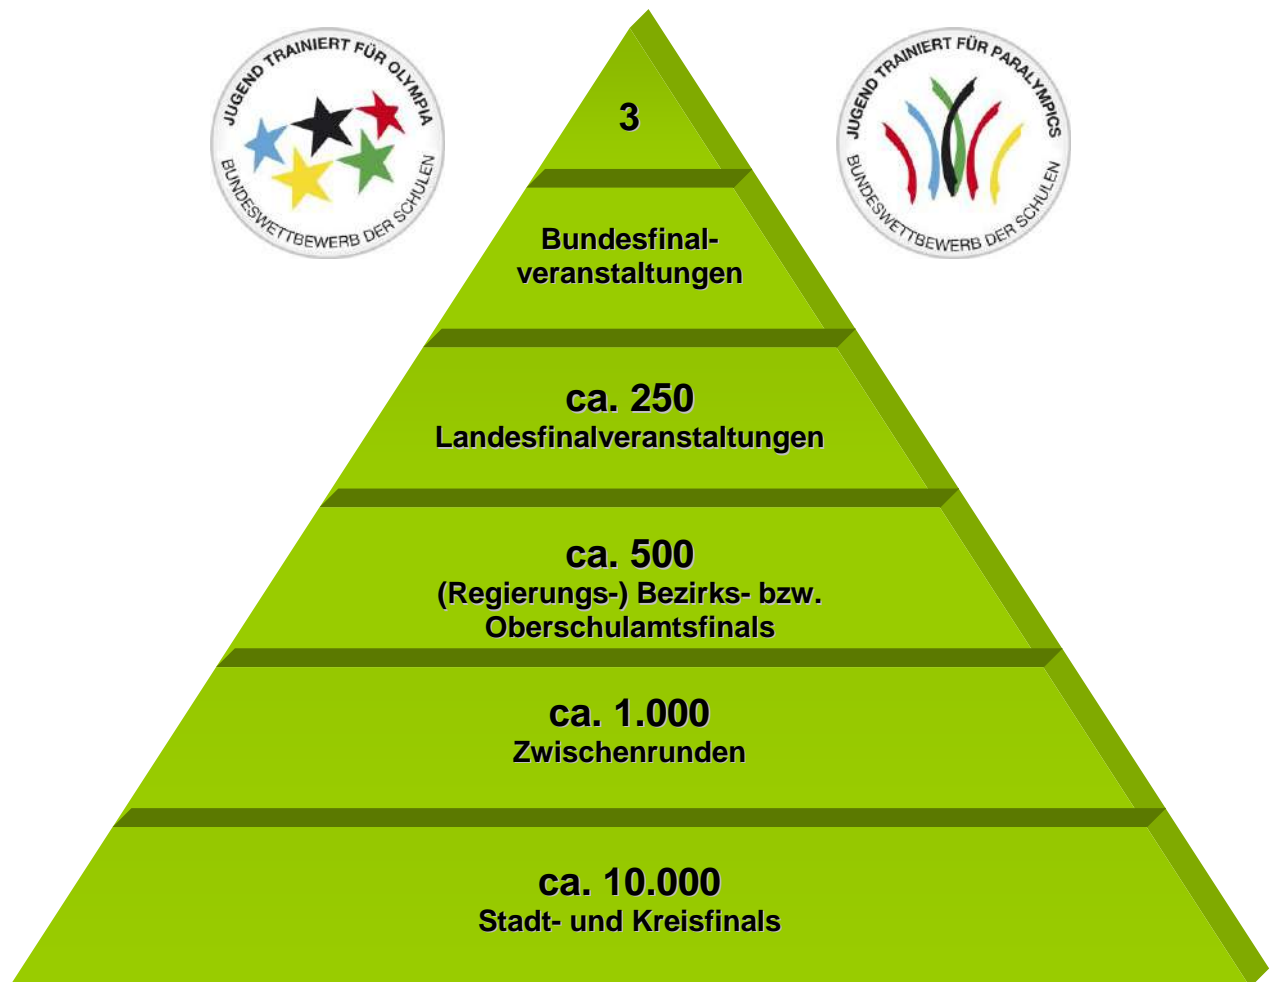 JUGEND TRAINIERT FÜR OLYMPIA
BUNDESWETTBEWERB DER SCHULEN
JUGEND TRAINIERT FÜR PARALYMPICS
BUNDESWETTBEWERB DER SCHULEN
3
Bundesfinal-
veranstaltungen
ca. 250
Landesfinalveranstaltungen
ca. 500
(Regierungs-) Bezirks- bzw.
Oberschulamtsfinals
ca. 1.000
Zwischenrunden
ca. 10.000
Stadt- und Kreisfinals